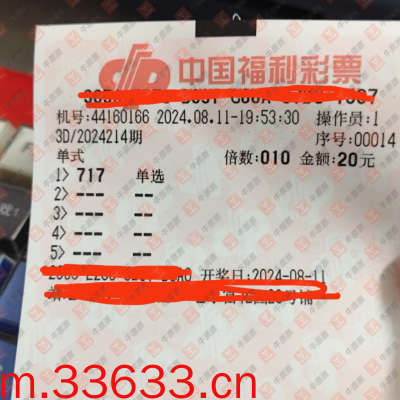 中国福利彩票
机号:44160166 2024.08.11-19:53:30 操作员:1
3D/2024214期 序号:00014
单式 倍数:010 金额:20元
1> 717 单选
2> --- --
3> --- --
4> --- --
5> --- --
开奖日:2024-08-11
m.33633.cn